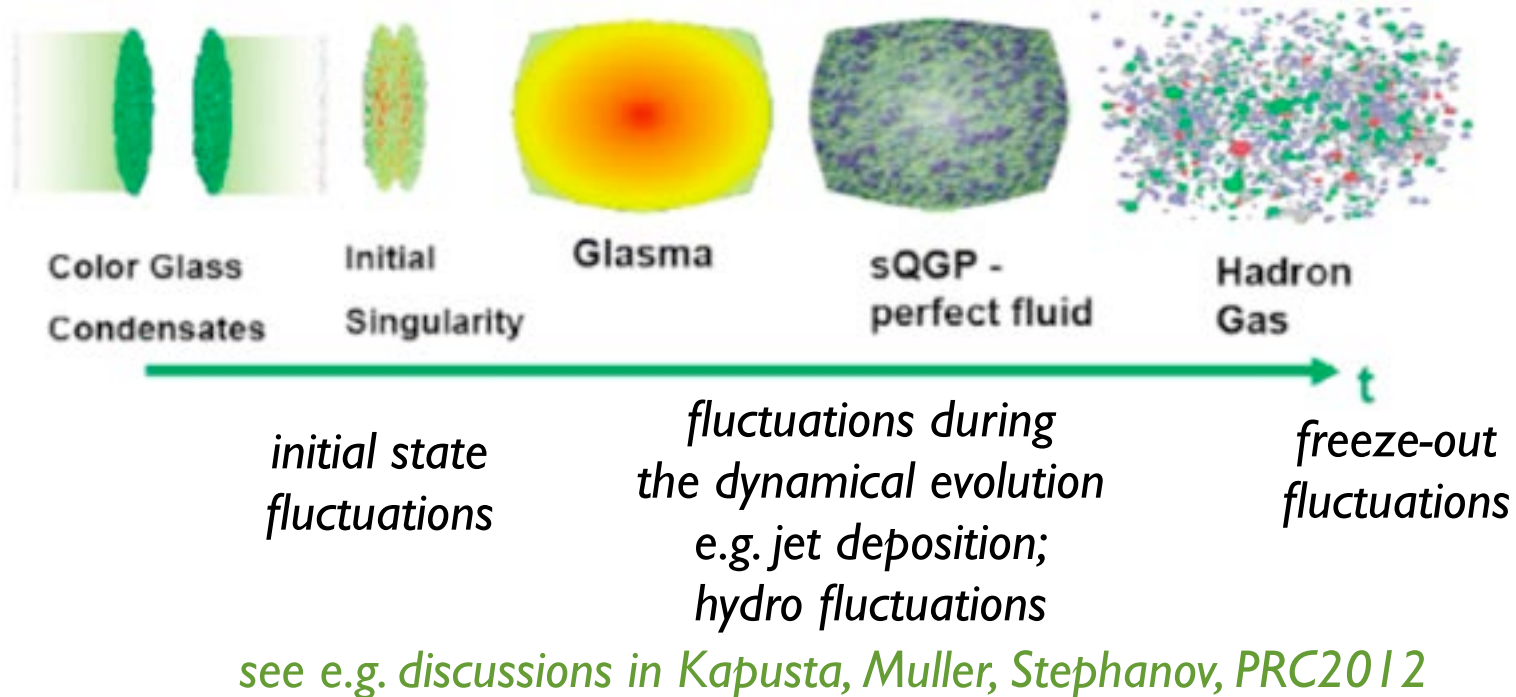 Color Glass
Condensates
Initial
Singularity
Glasma
sQGP -
perfect fluid
Hadron
Gas
t
initial state
fluctuations
fluctuations during
the dynamical evolution
e.g. jet deposition;
hydro fluctuations
freeze-out
fluctuations
see e.g. discussions in Kapusta, Muller, Stephanov, PRC2012